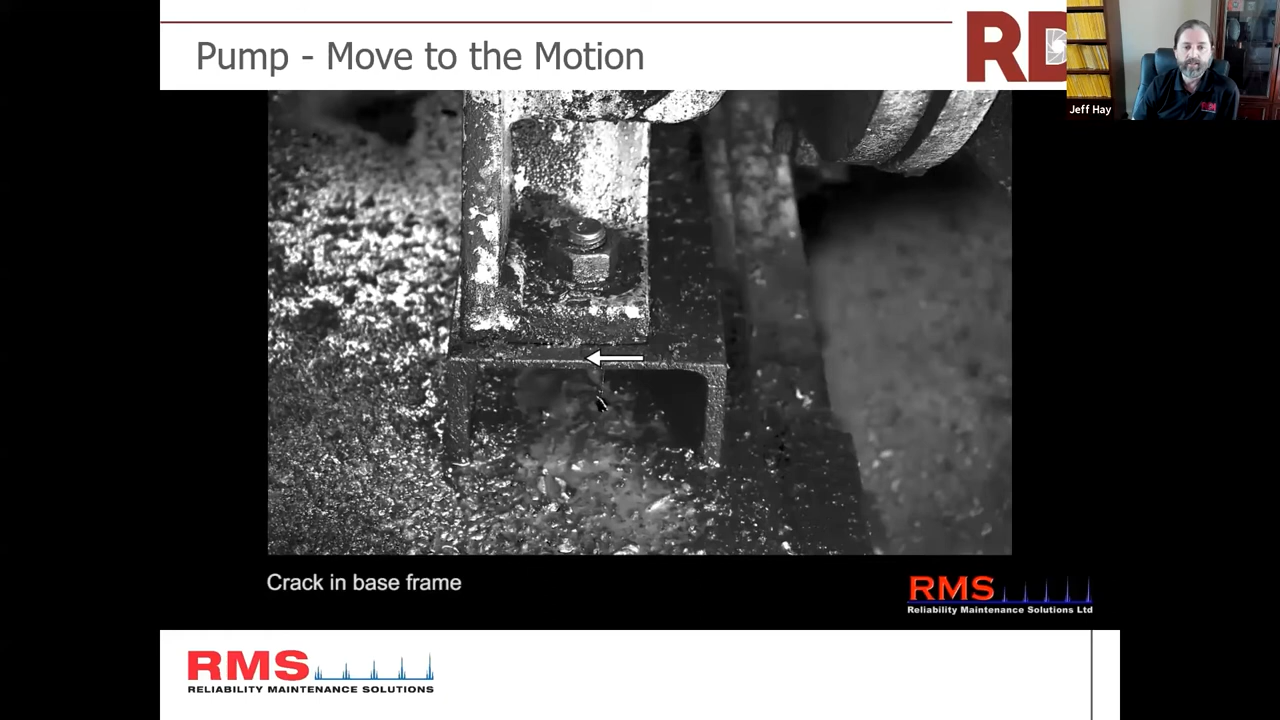 Pump - Move to the Motion
RD
Jeff Hay
Crack in base frame
RMS
Reliability Maintenance Solutions Ltd
RMS
RELIABILITY MAINTENANCE SOLUTIONS